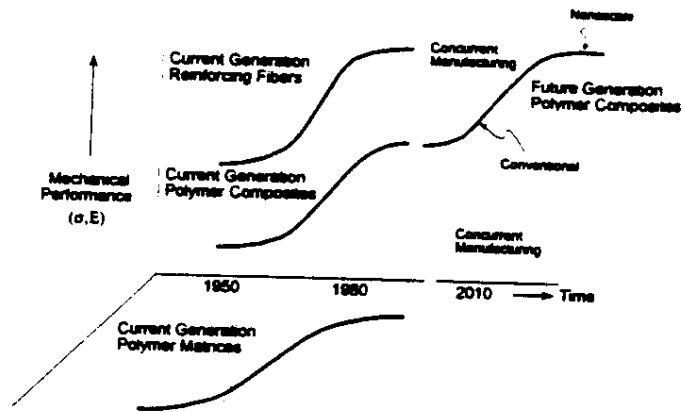 Nanoscale
Current Generation
Reinforcing Fibers
Concurrent
Manufacturing
Future Generation
Polymer Composites
Mechanical
Performance
(σ,E)
Current Generation
Polymer Composites
Conventional
Concurrent
Manufacturing
1950
1980
2010
Time
Current Generation
Polymer Matrices